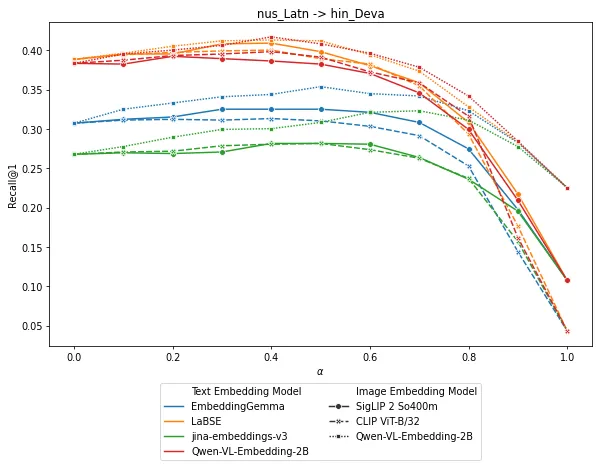 nus_Latn -> hin_Deva
Recall@1
0.40
0.35
0.30
0.25
0.20
0.15
0.10
0.05
0.0
0.2
0.4
0.6
0.8
1.0
α
Text Embedding Model
EmbeddingGemma
LaBSE
jina-embeddings-v3
Qwen-VL-Embedding-2B
Image Embedding Model
SigLIP 2 So400m
CLIP ViT-B/32
Qwen-VL-Embedding-2B